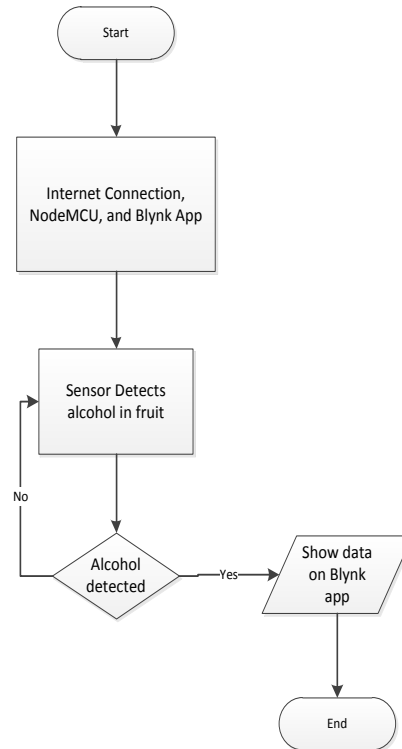 Start
Internet Connection,
NodeMCU, and Blynk App
Sensor Detects
alcohol in fruit
No
Alcohol
detected
Yes
Show data
on Blynk
app
End